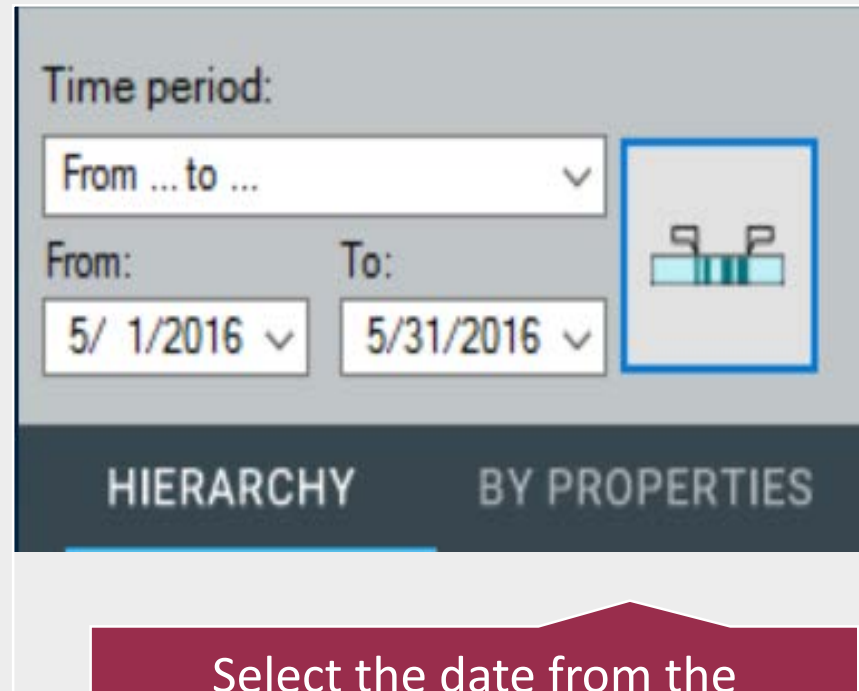 Time period:
From ... to ...
From: To:
5/ 1/2016 5/31/2016
HIERARCHY BY PROPERTIES
Select the date from the